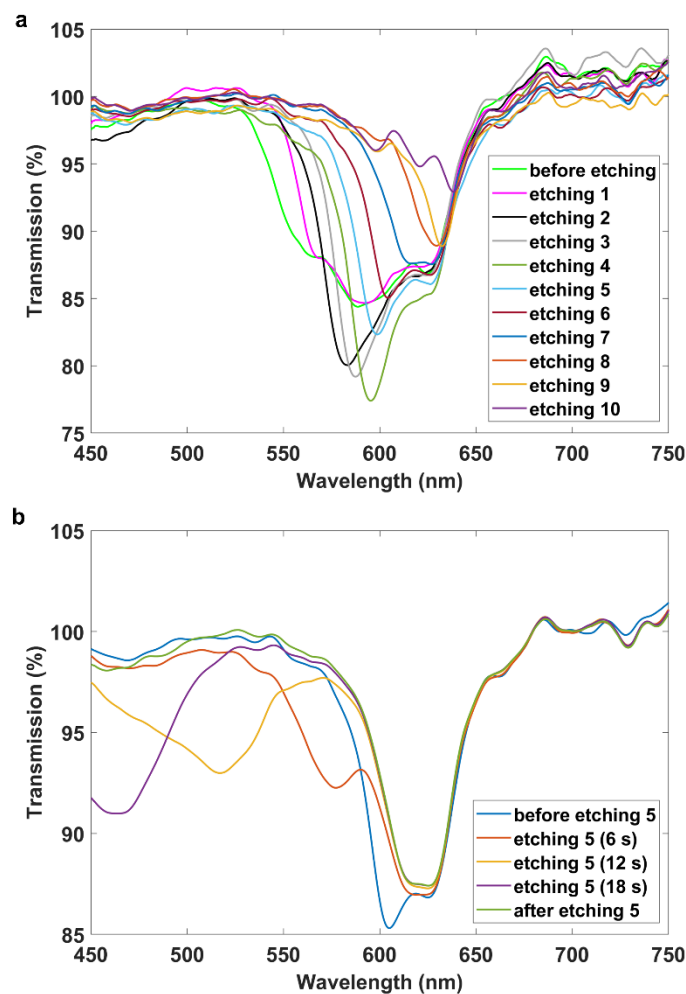 a
105
100
95
90
85
80
75
Transmission (%)
before etching
etching 1
etching 2
etching 3
etching 4
etching 5
etching 6
etching 7
etching 8
etching 9
etching 10
450 500 550 600 650 700 750
Wavelength (nm)
b
105
100
95
90
85
Transmission (%)
before etching 5
etching 5 (6 s)
etching 5 (12 s)
etching 5 (18 s)
after etching 5
450 500 550 600 650 700 750
Wavelength (nm)